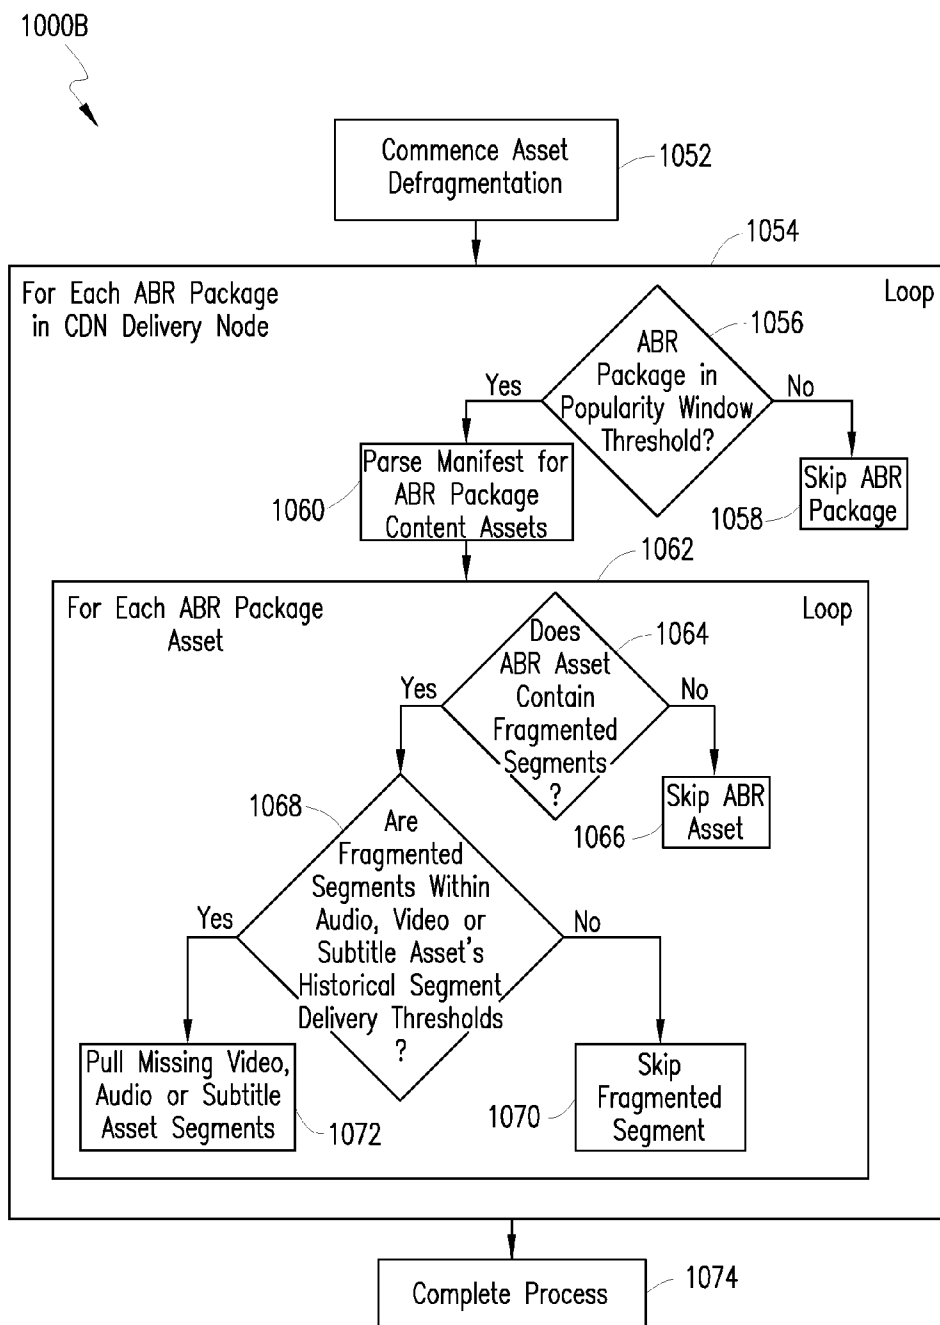 1000B
Commence Asset
Defragmentation
1052
1054
For Each ABR Package
in CDN Delivery Node
Loop
1056
ABR
Package in
Popularity Window
Threshold?
Yes
No
Parse Manifest for
ABR Package
Content Assets
1060
Skip ABR
Package
1058
1062
For Each ABR Package
Asset
Loop
Does
ABR Asset
Contain
Fragmented
Segments
?
1064
Yes
No
Skip ABR
Asset
1066
1068
Are
Fragmented
Segments Within
Audio, Video or
Subtitle Asset's
Historical Segment
Delivery Thresholds
?
Yes
No
Pull Missing Video,
Audio or Subtitle
Asset Segments
1072
Skip
Fragmented
Segment
1070
Complete Process
1074